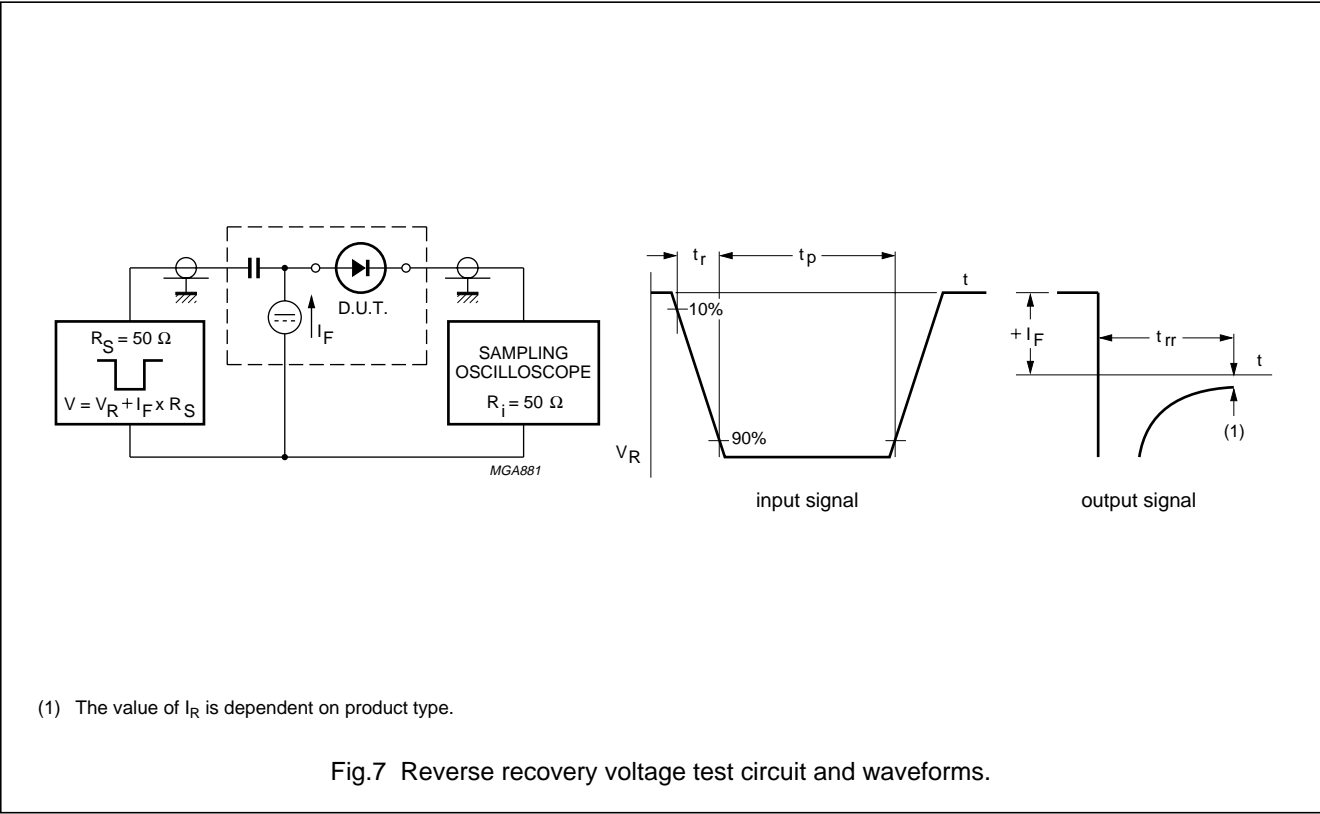 R_S = 50 Ω
V = V_R + I_F x R_S
I_F
D.U.T.
SAMPLING
OSCILLOSCOPE
R_i = 50 Ω
MGA881
t_r
t_p
t
10%
90%
V_R
input signal
+ I_F
t_rr
t
(1)
output signal
(1) The value of I_R is dependent on product type.
Fig.7 Reverse recovery voltage test circuit and waveforms.